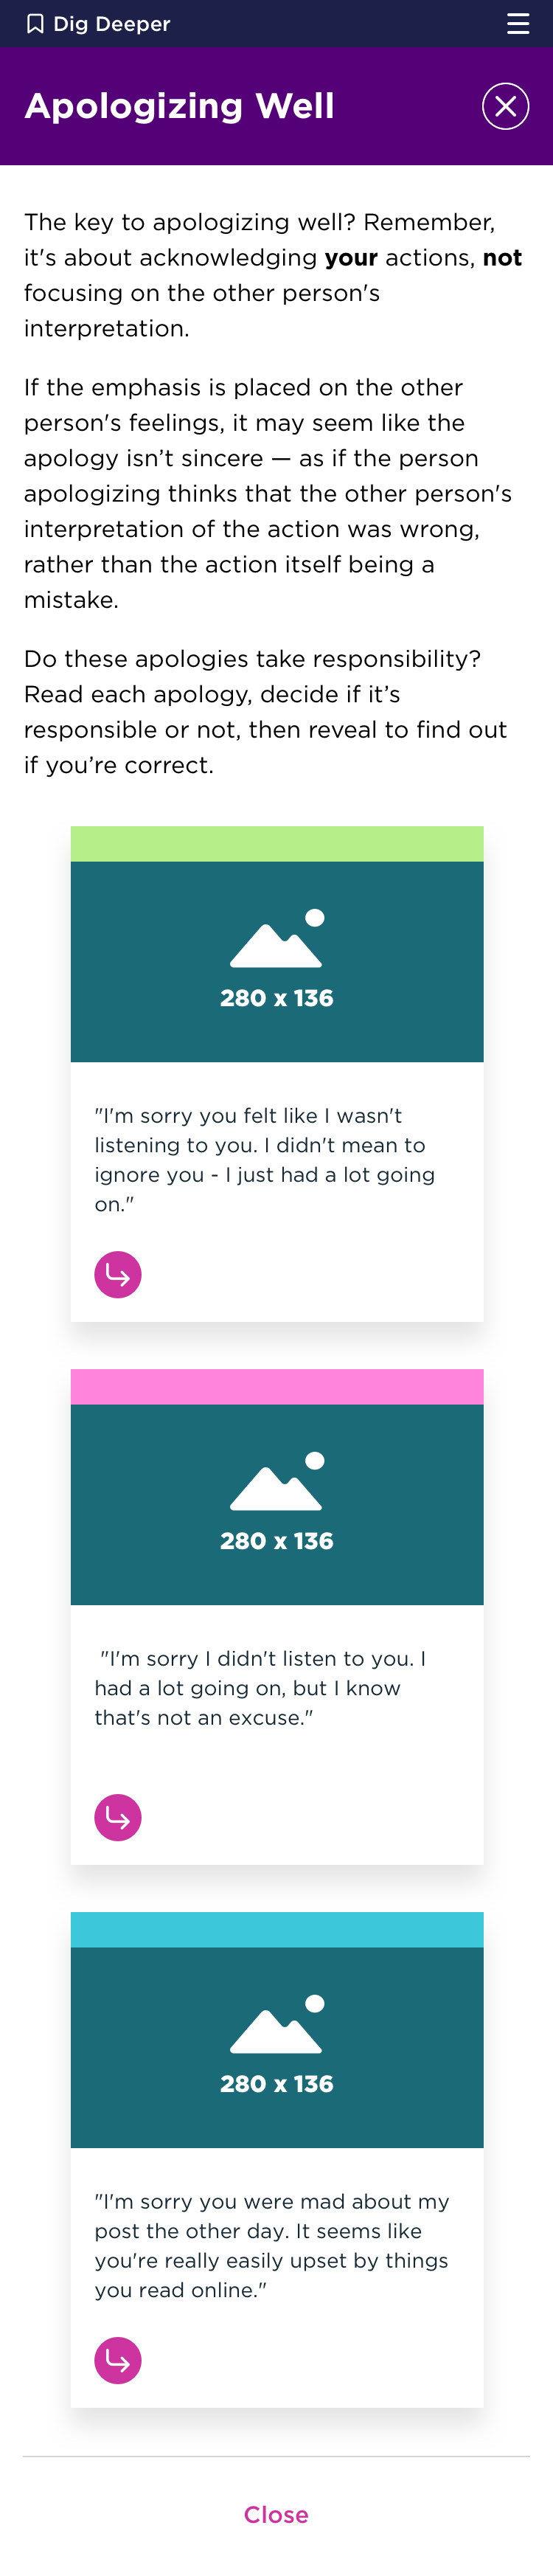 Dig Deeper
Apologizing Well
The key to apologizing well? Remember,
it's about acknowledging your actions, not
focusing on the other person's
interpretation.
If the emphasis is placed on the other
person's feelings, it may seem like the
apology isn’t sincere — as if the person
apologizing thinks that the other person's
interpretation of the action was wrong,
rather than the action itself being a
mistake.
Do these apologies take responsibility?
Read each apology, decide if it’s
responsible or not, then reveal to find out
if you’re correct.
280 x 136
"I'm sorry you felt like I wasn't
listening to you. I didn't mean to
ignore you - I just had a lot going
on."
280 x 136
"I'm sorry I didn't listen to you. I
had a lot going on, but I know
that's not an excuse."
280 x 136
"I'm sorry you were mad about my
post the other day. It seems like
you're really easily upset by things
you read online."
Close